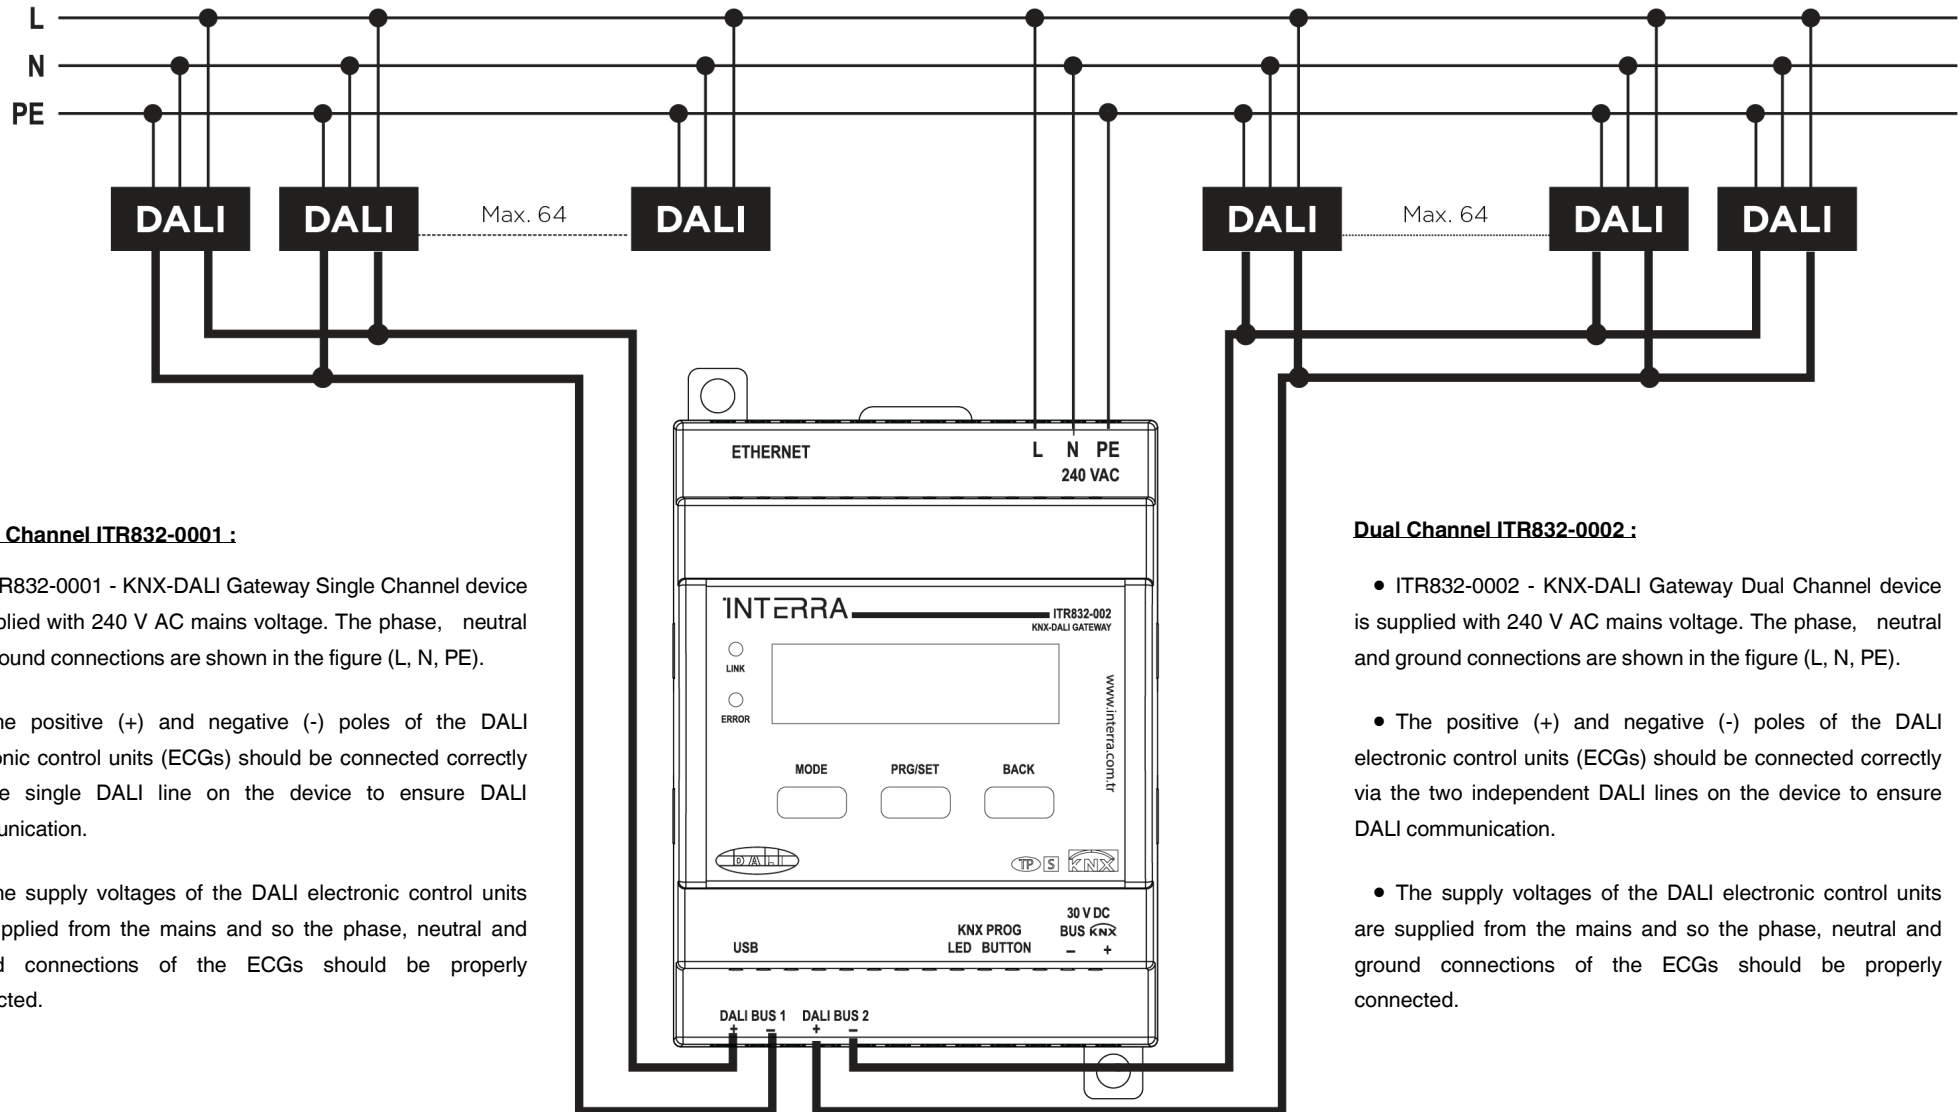 L
N
PE
DALI DALI Max. 64 DALI DALI Max. 64 DALI DALI
ETHERNET
L N PE
240 VAC
Channel ITR832-0001 :
R832-0001 - KNX-DALI Gateway Single Channel device
plied with 240 V AC mains voltage. The phase, neutral
ound connections are shown in the figure (L, N, PE).
ne positive (+) and negative (-) poles of the DALI
onic control units (ECGs) should be connected correctly
e single DALI line on the device to ensure DALI
unication.
ne supply voltages of the DALI electronic control units
upplied from the mains and so the phase, neutral and
d connections of the ECGs should be properly
cted.
INTERRA
ITR832-002
KNX-DALI GATEWAY
LINK
ERROR
www.interra.com.tr
MODE PRG/SET BACK
DALI
TP S KNX
USB
KNX PROG
LED BUTTON
30 V DC
BUS KNX
– +
DALI BUS 1 DALI BUS 2
+ – + –
Dual Channel ITR832-0002 :
• ITR832-0002 - KNX-DALI Gateway Dual Channel device
is supplied with 240 V AC mains voltage. The phase, neutral
and ground connections are shown in the figure (L, N, PE).
• The positive (+) and negative (-) poles of the DALI
electronic control units (ECGs) should be connected correctly
via the two independent DALI lines on the device to ensure
DALI communication.
• The supply voltages of the DALI electronic control units
are supplied from the mains and so the phase, neutral and
ground connections of the ECGs should be properly
connected.